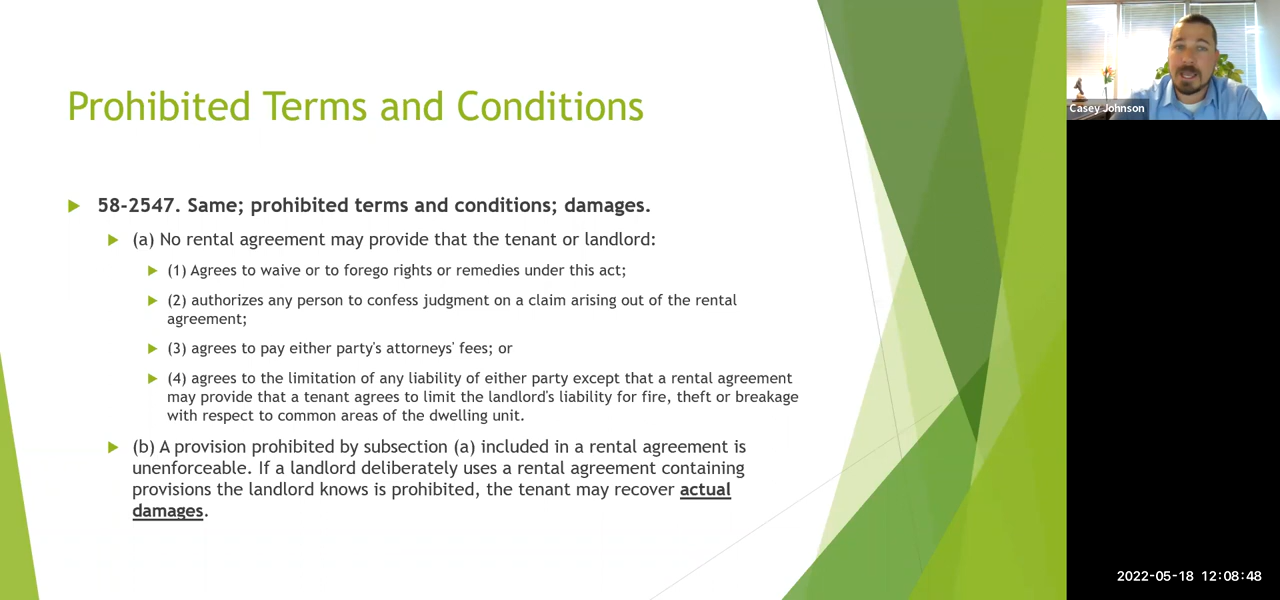 Prohibited Terms and Conditions
58-2547. Same; prohibited terms and conditions; damages.
(a) No rental agreement may provide that the tenant or landlord:
(1) Agrees to waive or to forego rights or remedies under this act;
(2) authorizes any person to confess judgment on a claim arising out of the rental
agreement;
(3) agrees to pay either party's attorneys' fees; or
(4) agrees to the limitation of any liability of either party except that a rental agreement
may provide that a tenant agrees to limit the landlord's liability for fire, theft or breakage
with respect to common areas of the dwelling unit.
(b) A provision prohibited by subsection (a) included in a rental agreement is
unenforceable. If a landlord deliberately uses a rental agreement containing
provisions the landlord knows is prohibited, the tenant may recover actual
damages.
Casey Johnson
2022-05-18 12:08:48